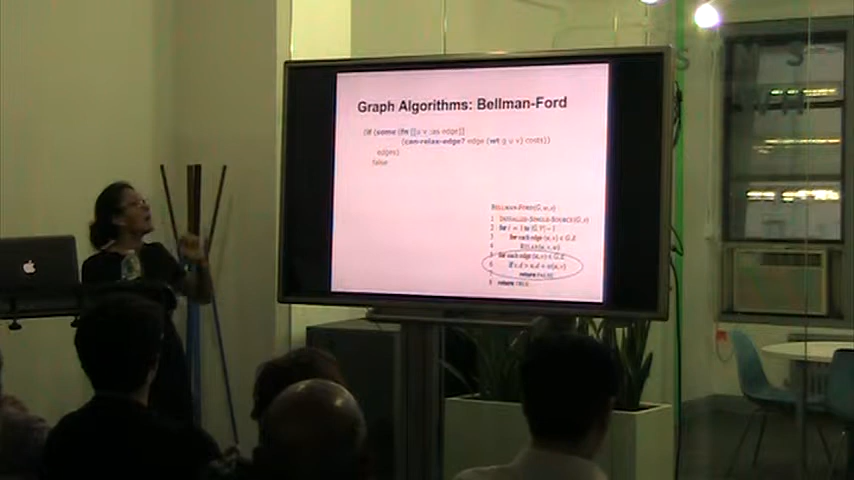 Graph Algorithms: Bellman-Ford
(if (some (fn [[u v :as edge]]
(can-relax-edge? edge (wt g u v) costs))
edges)
false
BELLMAN-FORD(G, w, s)
1 INITIALIZE-SINGLE-SOURCE(G, s)
2 for i = 1 to |G.V| - 1
3 for each edge (u, v) ∈ G.E
4 RELAX(u, v, w)
5 for each edge (u, v) ∈ G.E
6 if v.d > u.d + w(u, v)
7 return FALSE
8 return TRUE